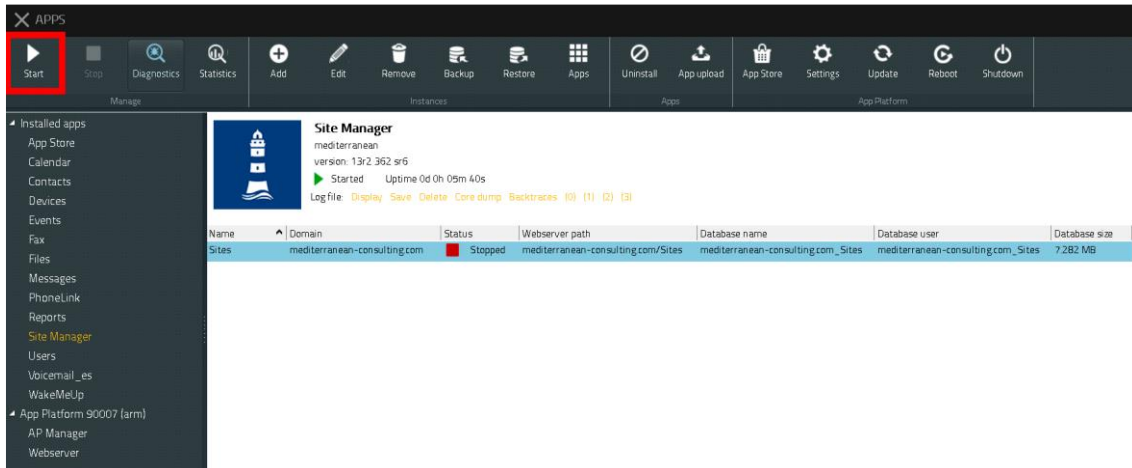 APPS
Start Stop Diagnostics Statistics Add Edit Remove Backup Restore Apps Uninstall App upload App Store Settings Update Reboot Shutdown
Manage Instances Apps App Platform
Installed apps
App Store
Calendar
Contacts
Devices
Events
Fax
Files
Messages
PhoneLink
Reports
Site Manager
Users
Voicemail_es
WakeMeUp
App Platform 90007 (arm)
AP Manager
Webserver
Site Manager
mediterranean
version: 13r2 362 sr6
Started Uptime 0d 0h 05m 40s
Log file: Display Save Delete Core dump Backtraces (0) (1) (2) (3)
Name Domain Status Webserver path Database name Database user Database size
Sites mediterranean-consulting.com Stopped mediterranean-consulting.com/Sites mediterranean-consulting.com_Sites mediterranean-consulting.com_Sites 7.282 MB